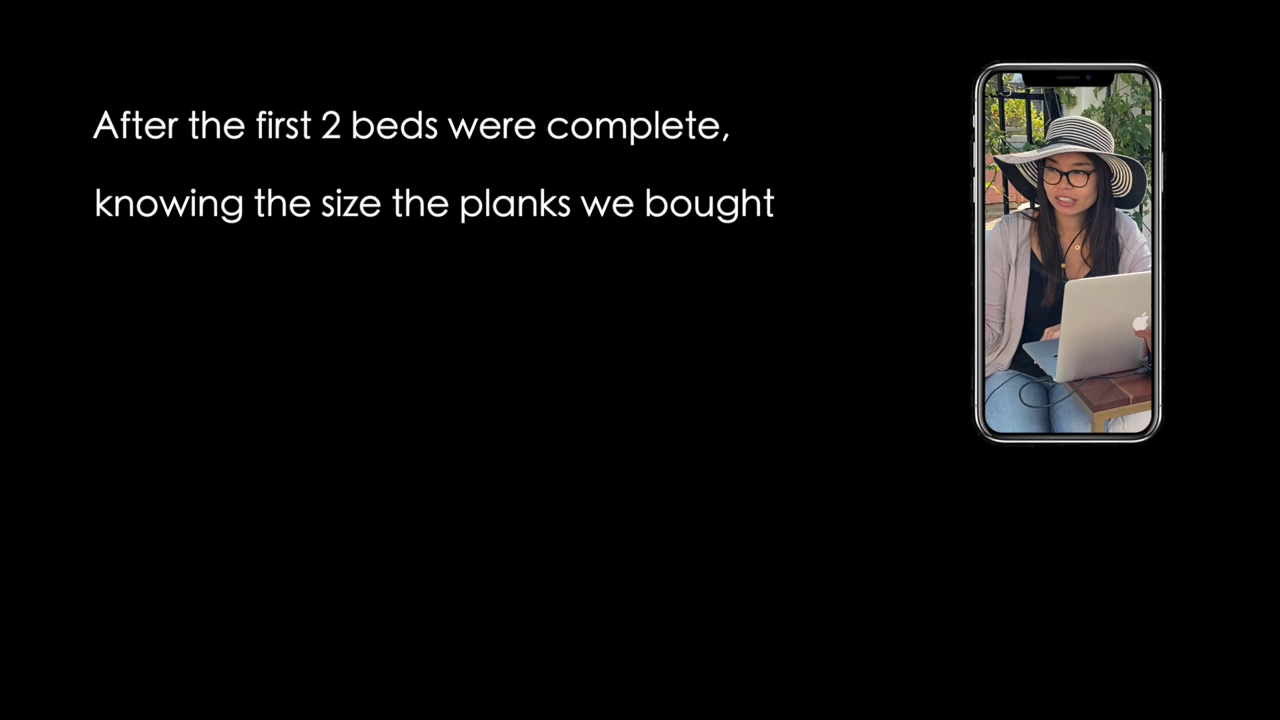 After the first 2 beds were complete,
knowing the size the planks we bought